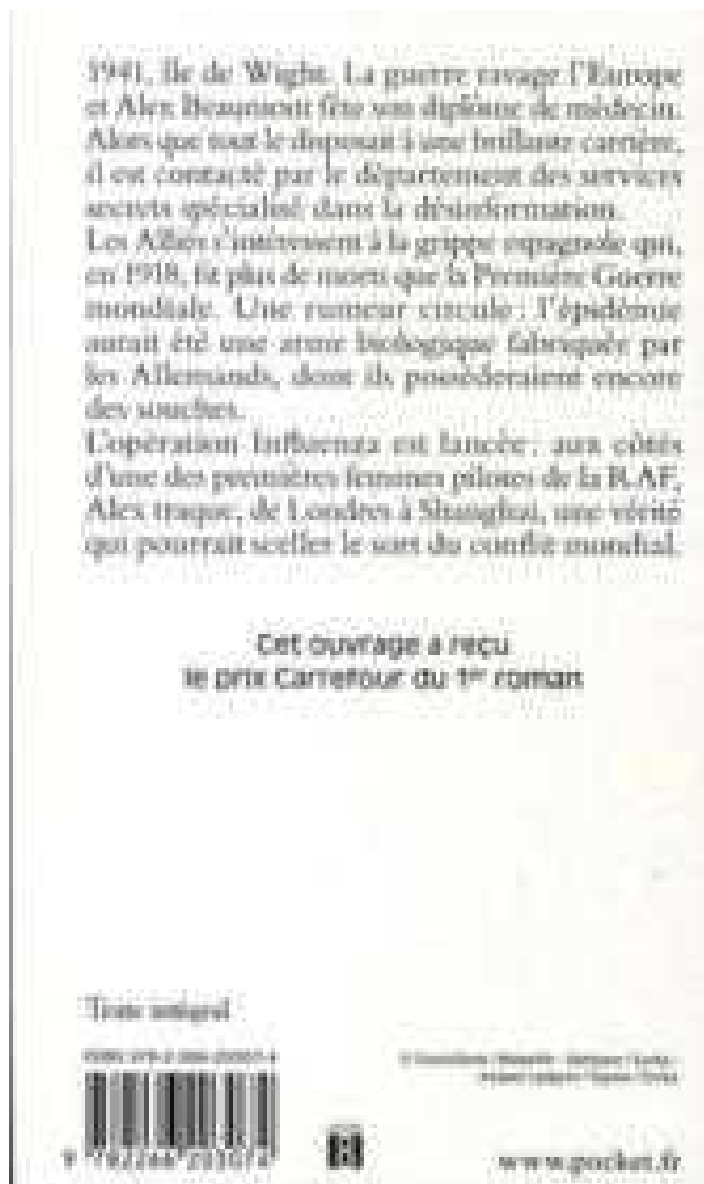 1941, île de Wight. La guerre ravage l'Europe
et Alex Beaumont fête son diplôme de médecin.
Alors que tout le disposait à une brillante carrière,
il est contacté par le département des services
secrets spécialisé dans la désinformation.
Les Alliés s'intéressent à la grippe espagnole qui,
en 1918, fit plus de morts que la Première Guerre
mondiale. Une rumeur circule : l'épidémie
aurait été une arme biologique fabriquée par
les Allemands, dont ils posséderaient encore
des souches.
L'opération Influenza est lancée : aux côtés
d'une des premières femmes pilotes de la RAF,
Alex traque, de Londres à Shanghai, une vérité
qui pourrait sceller le sort du conflit mondial.
Cet ouvrage a reçu
le prix Carrefour du 1er roman
Texte intégral
www.pocket.fr